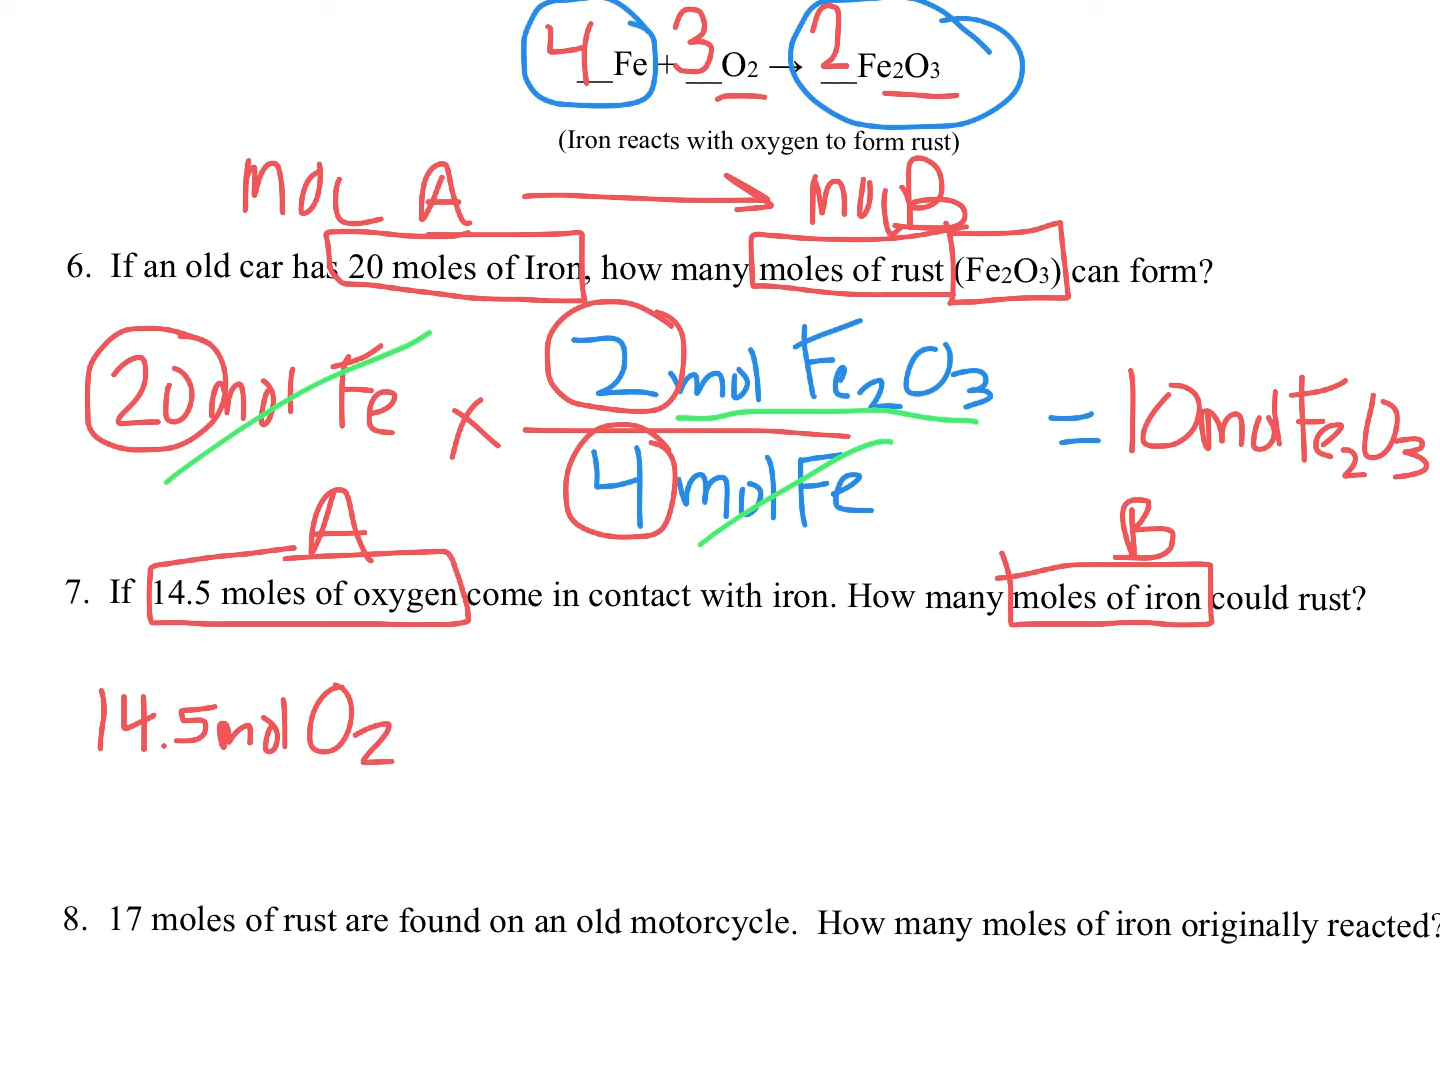 4 Fe + 3 O2 → 2 Fe2O3
(Iron reacts with oxygen to form rust)
mol A → mol B
6. If an old car has 20 moles of Iron, how many moles of rust (Fe2O3) can form?
20 mol Fe x 2 mol Fe2O3 = 10 mol Fe2O3
4 mol Fe
A B
7. If 14.5 moles of oxygen come in contact with iron. How many moles of iron could rust?
14.5 mol O2
8. 17 moles of rust are found on an old motorcycle. How many moles of iron originally reacted?